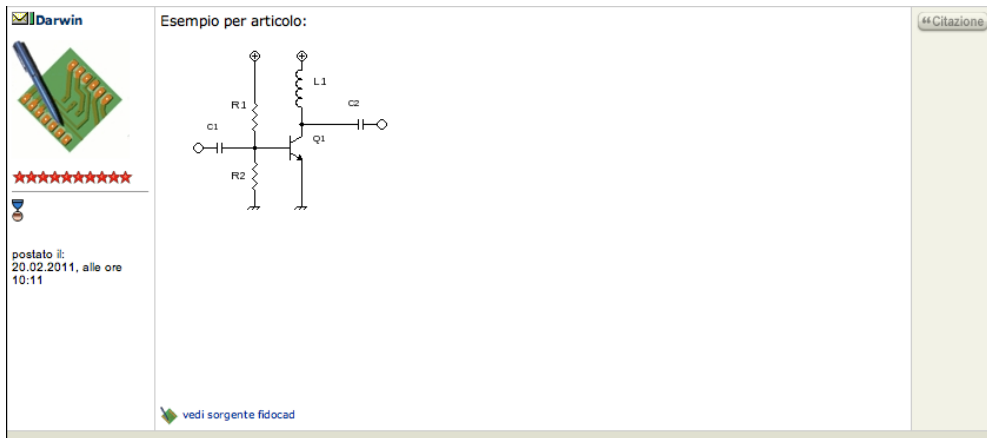 Darwin
Esempio per articolo:
Citazione
L1
R1
C2
C1
Q1
R2
postato il:
20.02.2011, alle ore
10:11
vedi sorgente fidocad